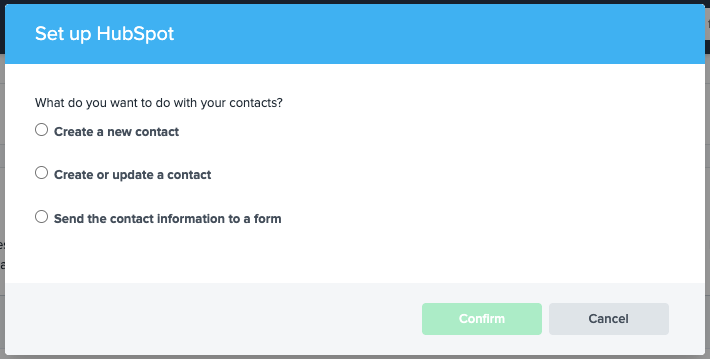 Set up HubSpot
What do you want to do with your contacts?
Create a new contact
Create or update a contact
Send the contact information to a form
Confirm
Cancel